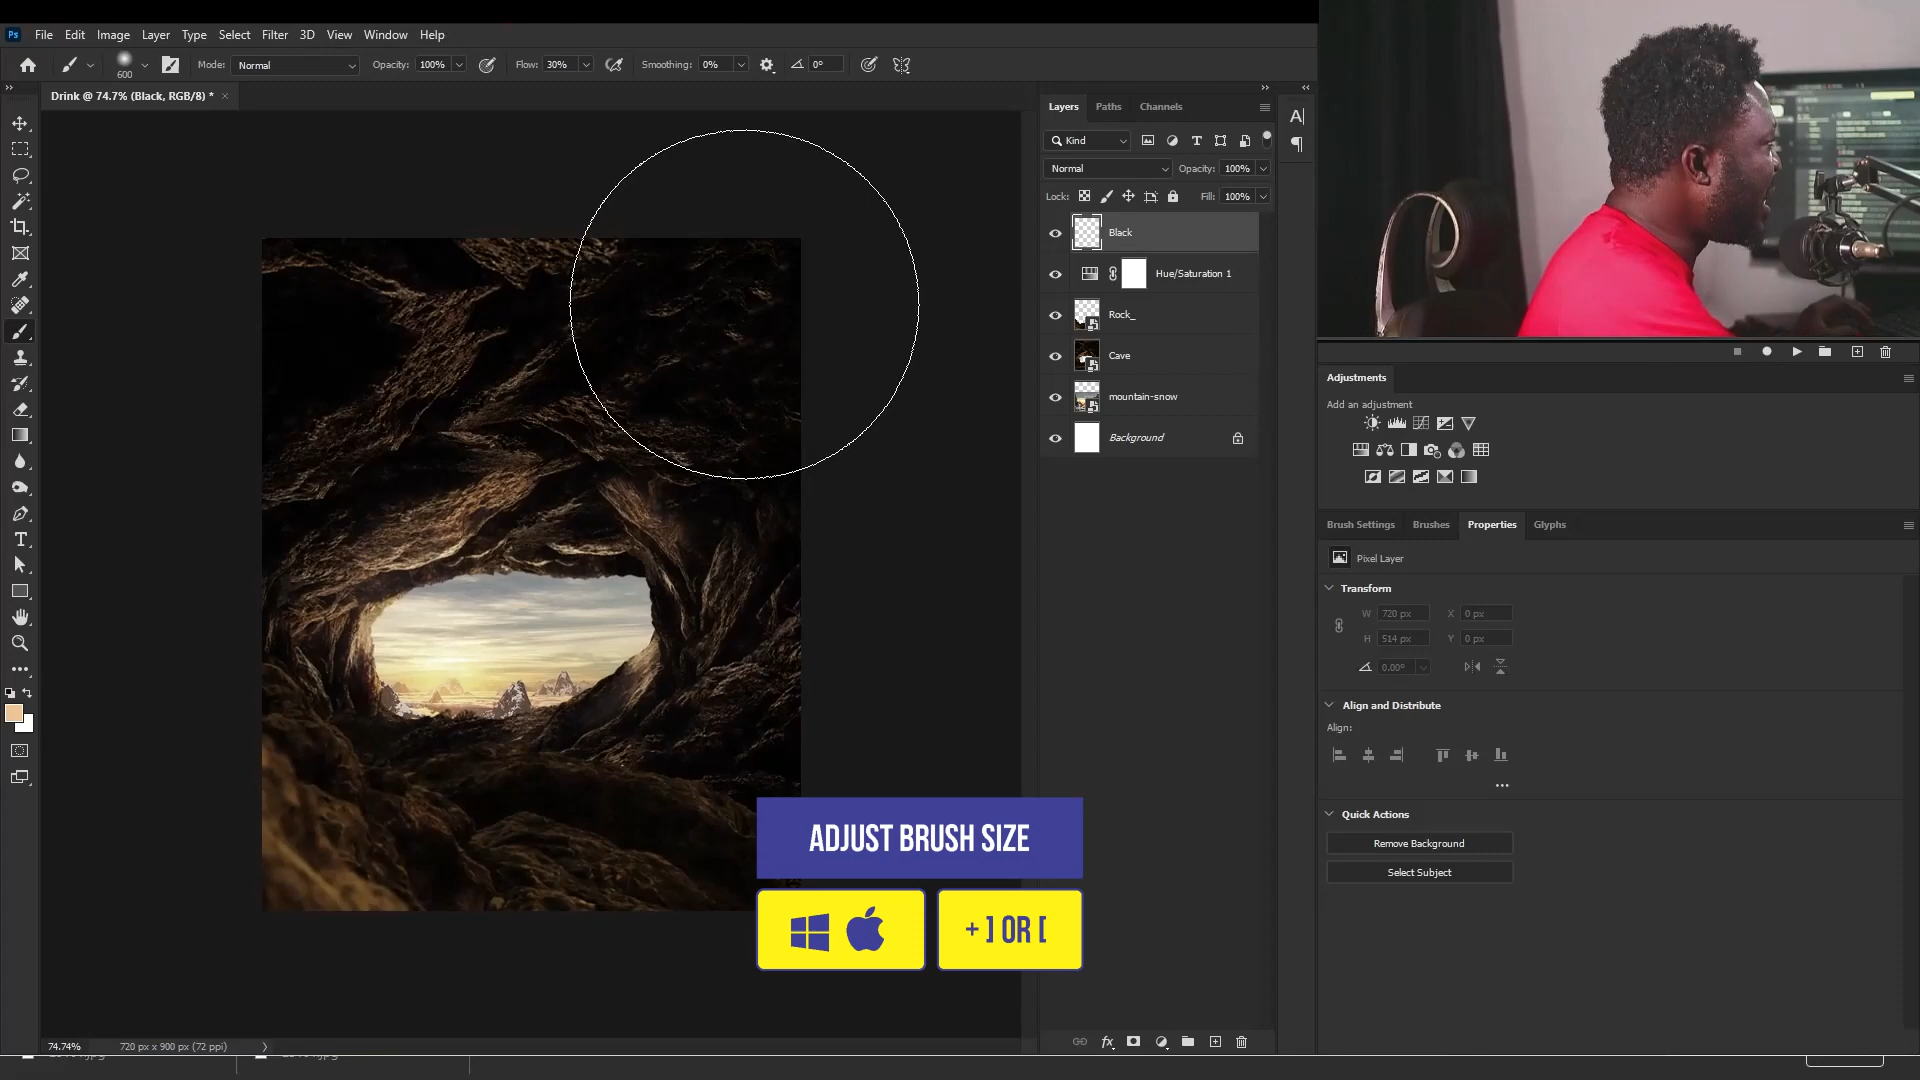 Ps File Edit Image Layer Type Select Filter 3D View Window Help
600 Mode: Normal Opacity: 100% Flow: 30% Smoothing: 0% 0°
Drink @ 74.7% (Black, RGB/8) * ×
Layers Paths Channels
Kind
Normal Opacity: 100%
Lock: Fill: 100%
Black
Hue/Saturation 1
Rock_
Cave
mountain-snow
Background
Adjustments
Add an adjustment
Brush Settings Brushes Properties Glyphs
Pixel Layer
Transform
W 720 px X 0 px
H 514 px Y 0 px
0.00°
Align and Distribute
Align:
Quick Actions
Remove Background
Select Subject
ADJUST BRUSH SIZE
+ ] OR [
74.74% 720 px x 900 px (72 ppi)